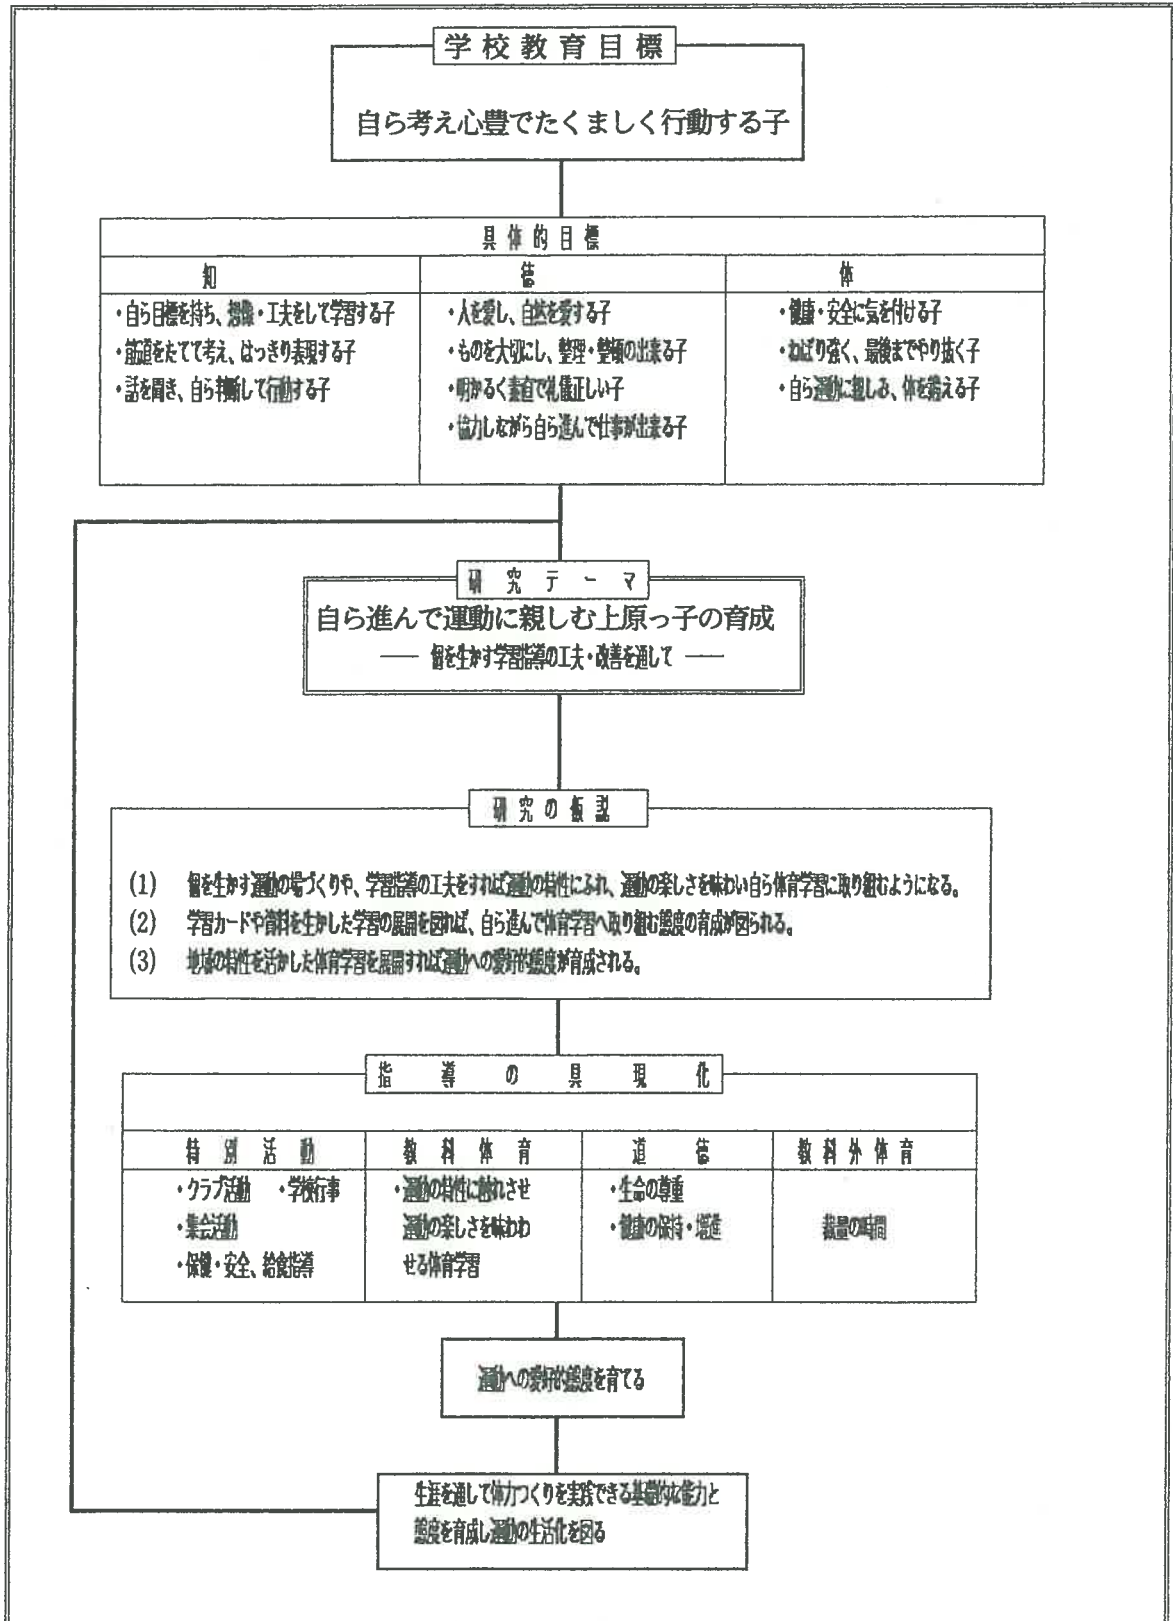 学校教育目標
自ら考え心豊でたくましく行動する子
具体的目標
知 徳 体
・自ら目標を持ち、想像・工夫をして学習する子
・筋道をたてて考え、はっきり表現する子
・話を聞き、自ら判断して行動する子
・人を愛し、自然を愛する子
・ものを大切にし、整理・整頓の出来る子
・明かるく素直で礼儀正しい子
・協力しながら自ら進んで仕事が出来る子
・健康・安全に気を付ける子
・ねばり強く、最後までやり抜く子
・自ら運動に親しみ、体を鍛える子
研究テーマ
自ら進んで運動に親しむ上原っ子の育成
── 個を生かす学習指導の工夫・改善を通して ──
研究の仮説
(1) 個を生かす運動の場づくりや、学習指導の工夫をすれば運動の特性にふれ、運動の楽しさを味わい自ら体育学習に取り組むようになる。
(2) 学習カードや資料を生かした学習の展開を図れば、自ら進んで体育学習へ取り組む態度の育成が図られる。
(3) 地域の特性を活かした体育学習を展開すれば運動への愛好的態度が育成される。
指導の具現化
特別活動
・クラブ活動 ・学校行事
・集会活動
・保健・安全、給食指導
教科体育
・運動の特性に触れさせ
運動の楽しさを味わわ
せる体育学習
道徳
・生命の尊重
・健康の保持・増進
教科外体育
裁量の時間
運動への愛好的態度を育てる
生涯を通して体力つくりを実践できる基礎的な能力と
態度を育成し運動の生活化を図る